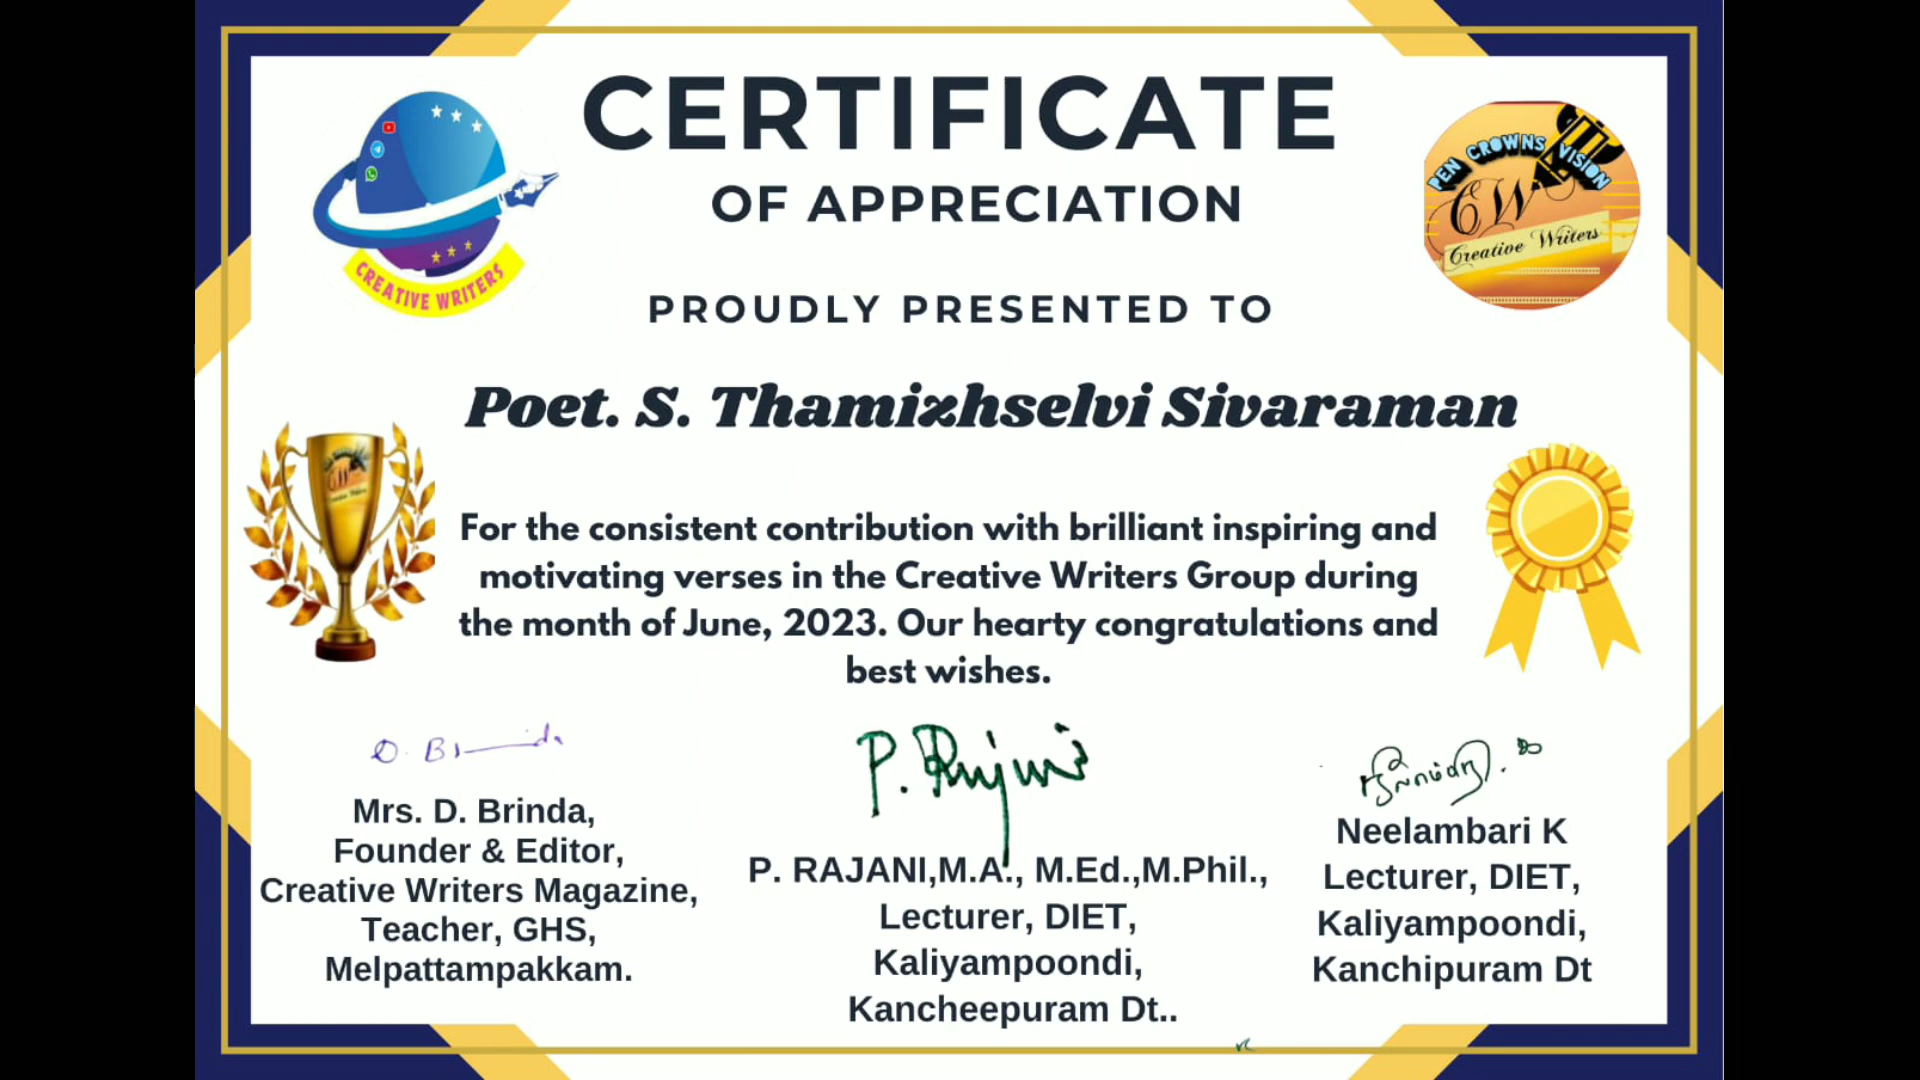 CERTIFICATE
OF APPRECIATION
CREATIVE WRITERS
PEN CROWNS VISION
CW
Creative Writers
PROUDLY PRESENTED TO
Poet. S. Thamizhselvi Sivaraman
For the consistent contribution with brilliant inspiring and
motivating verses in the Creative Writers Group during
the month of June, 2023. Our hearty congratulations and
best wishes.
D. Brinda
Mrs. D. Brinda,
Founder & Editor,
Creative Writers Magazine,
Teacher, GHS,
Melpattampakkam.
P. Rajani
P. RAJANI,M.A., M.Ed.,M.Phil.,
Lecturer, DIET,
Kaliyampoondi,
Kancheepuram Dt..
Neelambari K
Lecturer, DIET,
Kaliyampoondi,
Kanchipuram Dt